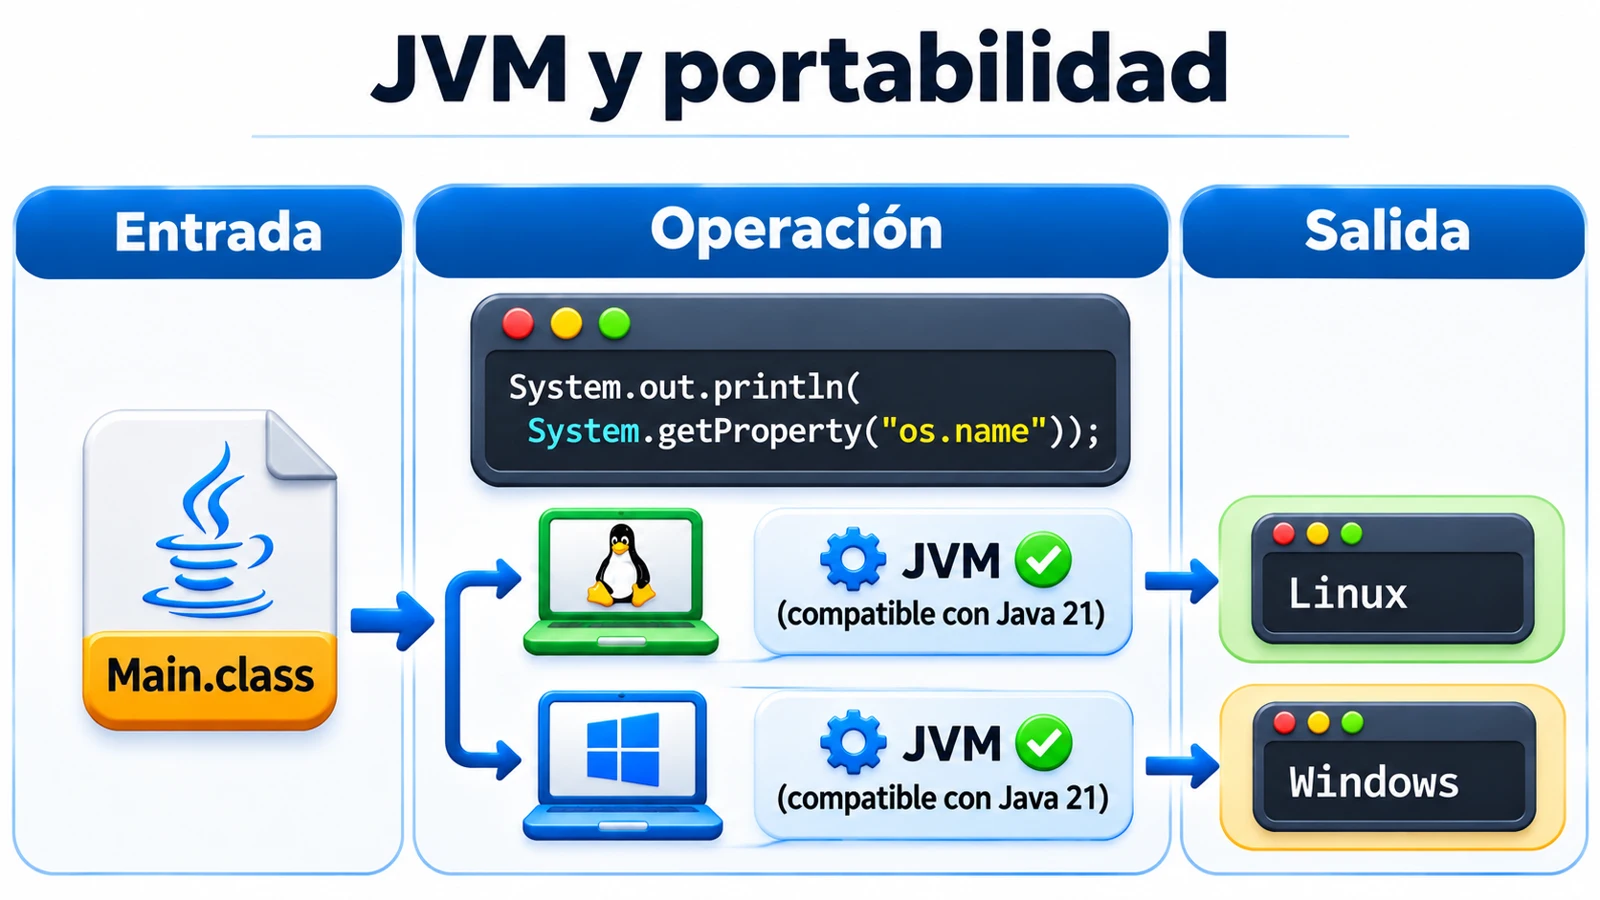 JVM y portabilidad
Entrada
Operación
Salida
System.out.println(
System.getProperty("os.name"));
Main.class
JVM
(compatible con Java 21)
Linux
JVM
(compatible con Java 21)
Windows